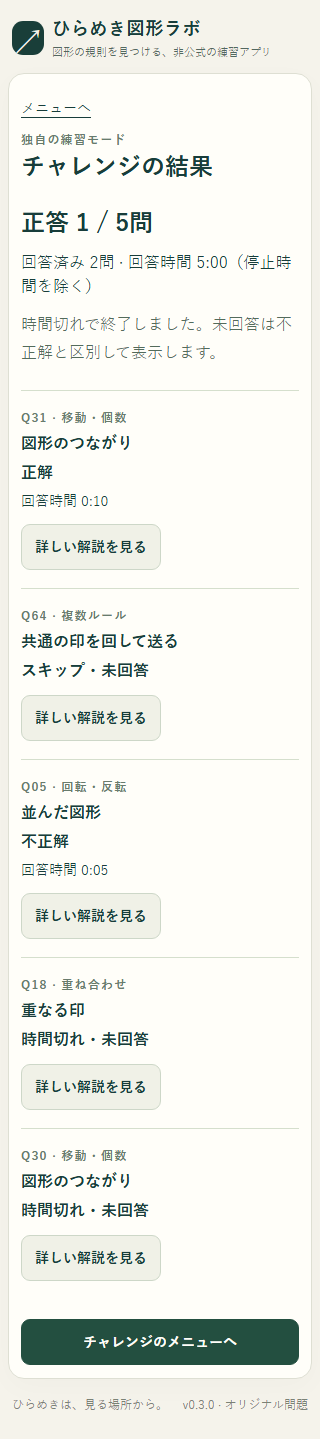 ひらめき図形ラボ
図形の規則を見つける、非公式の練習アプリ
メニューへ
独自の練習モード
チャレンジの結果
正答 1 / 5問
回答済み 2問 · 回答時間 5:00（停止時
間を除く）
時間切れで終了しました。未回答は不
正解と区別して表示します。
Q31 · 移動・個数
図形のつながり
正解
回答時間 0:10
詳しい解説を見る
Q64 · 複数ルール
共通の印を回して送る
スキップ・未回答
詳しい解説を見る
Q05 · 回転・反転
並んだ図形
不正解
回答時間 0:05
詳しい解説を見る
Q18 · 重ね合わせ
重なる印
時間切れ・未回答
詳しい解説を見る
Q30 · 移動・個数
図形のつながり
時間切れ・未回答
詳しい解説を見る
チャレンジのメニューへ
ひらめきは、見る場所から。 v0.3.0 · オリジナル問題